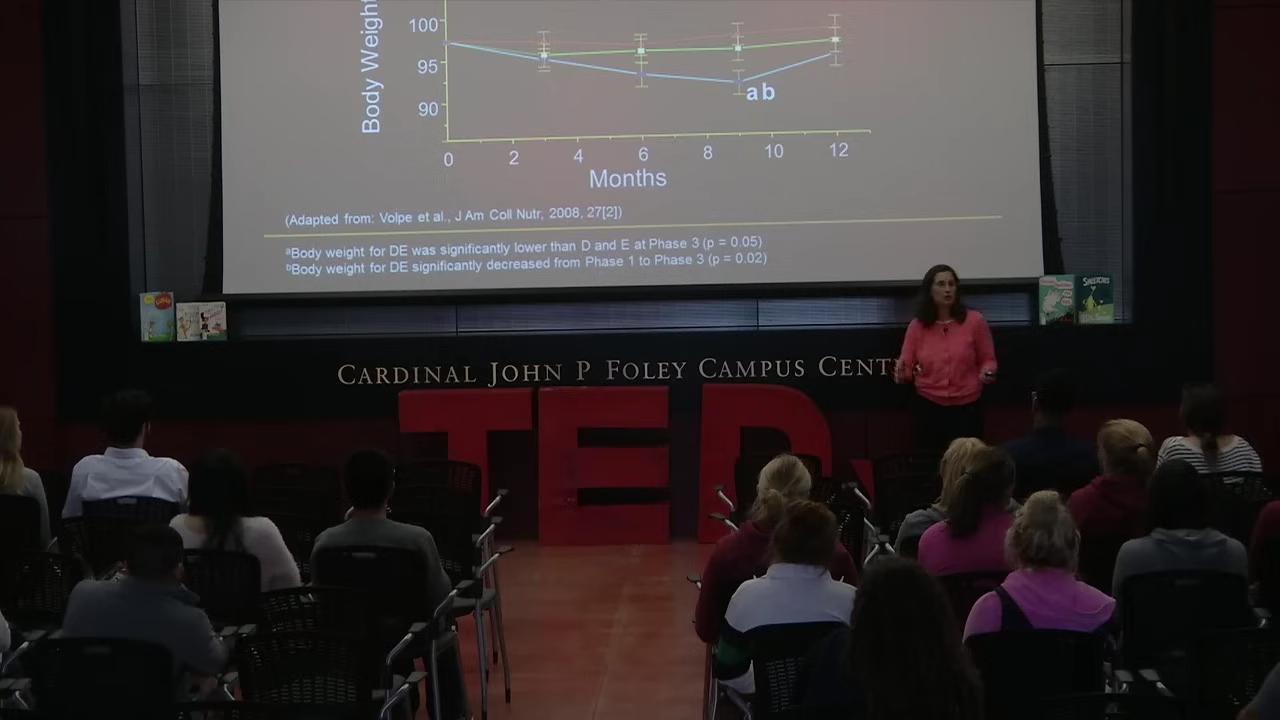 Body Weight
100
95
90
ab
0 2 4 6 8 10 12
Months
(Adapted from: Volpe et al., J Am Coll Nutr, 2008, 27[2])
ᵃBody weight for DE was significantly lower than D and E at Phase 3 (p = 0.05)
ᵇBody weight for DE significantly decreased from Phase 1 to Phase 3 (p = 0.02)
CARDINAL JOHN P FOLEY CAMPUS CENT
TED